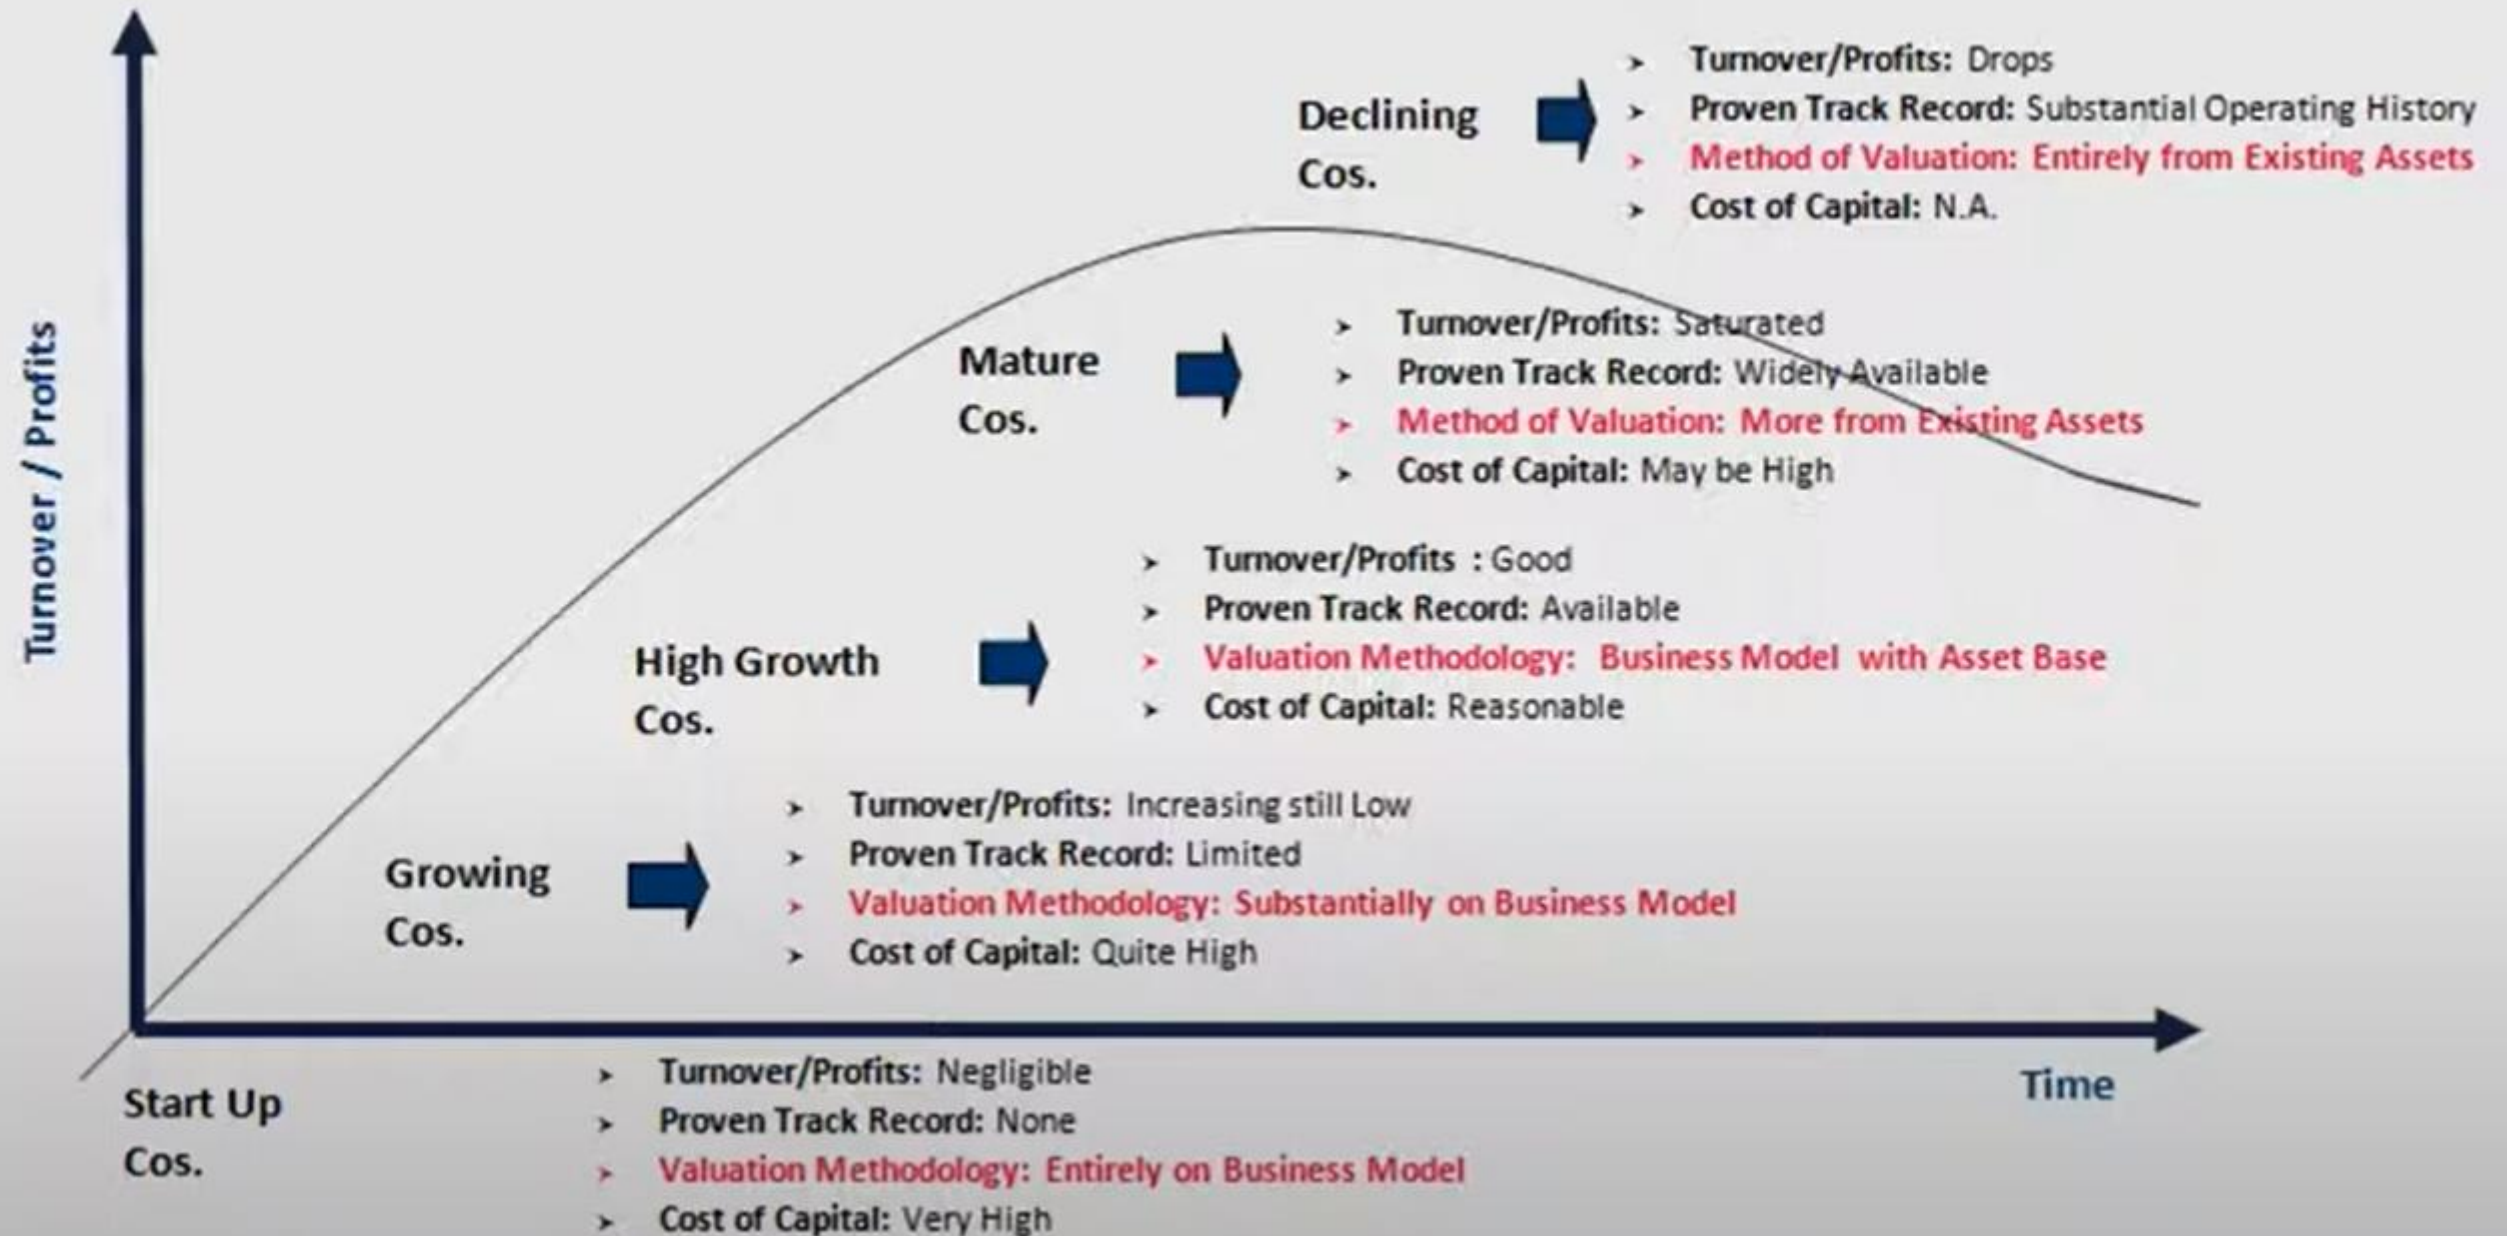 Turnover / Profits
Declining
Cos.
➤ Turnover/Profits: Drops
➤ Proven Track Record: Substantial Operating History
➤ Method of Valuation: Entirely from Existing Assets
➤ Cost of Capital: N.A.
Mature
Cos.
➤ Turnover/Profits: Saturated
➤ Proven Track Record: Widely Available
➤ Method of Valuation: More from Existing Assets
➤ Cost of Capital: May be High
High Growth
Cos.
➤ Turnover/Profits : Good
➤ Proven Track Record: Available
➤ Valuation Methodology: Business Model with Asset Base
➤ Cost of Capital: Reasonable
Growing
Cos.
➤ Turnover/Profits: Increasing still Low
➤ Proven Track Record: Limited
➤ Valuation Methodology: Substantially on Business Model
➤ Cost of Capital: Quite High
Time
Start Up
Cos.
➤ Turnover/Profits: Negligible
➤ Proven Track Record: None
➤ Valuation Methodology: Entirely on Business Model
➤ Cost of Capital: Very High